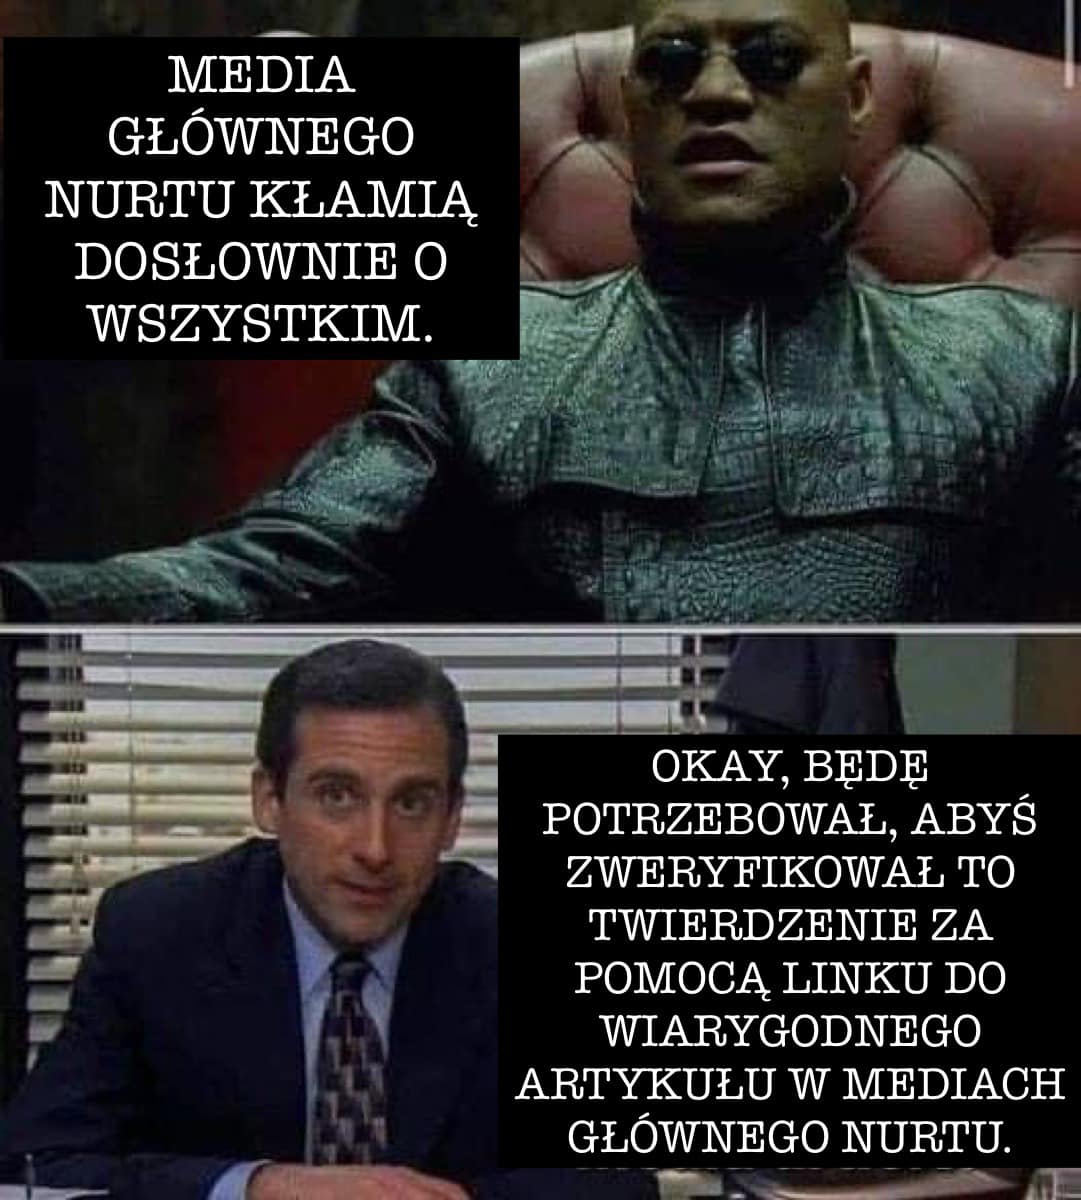 MEDIA
GŁÓWNEGO
NURTU KŁAMIĄ
DOSŁOWNIE O
WSZYSTKIM.
OKAY, BĘDĘ
POTRZEBOWAŁ, ABYŚ
ZWERYFIKOWAŁ TO
TWIERDZENIE ZA
POMOCĄ LINKU DO
WIARYGODNEGO
ARTYKUŁU W MEDIACH
GŁÓWNEGO NURTU.